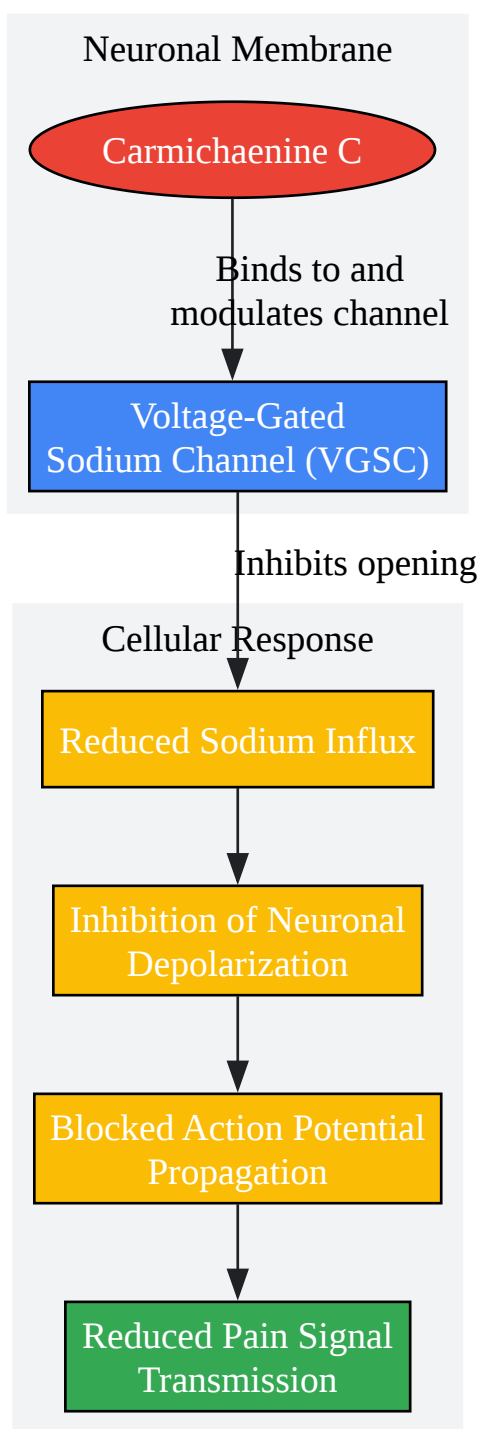 Neuronal Membrane
Carmichaenine C
Binds to and
modulates channel
Voltage-Gated
Sodium Channel (VGSC)
Inhibits opening
Cellular Response
Reduced Sodium Influx
Inhibition of Neuronal
Depolarization
Blocked Action Potential
Propagation
Reduced Pain Signal
Transmission